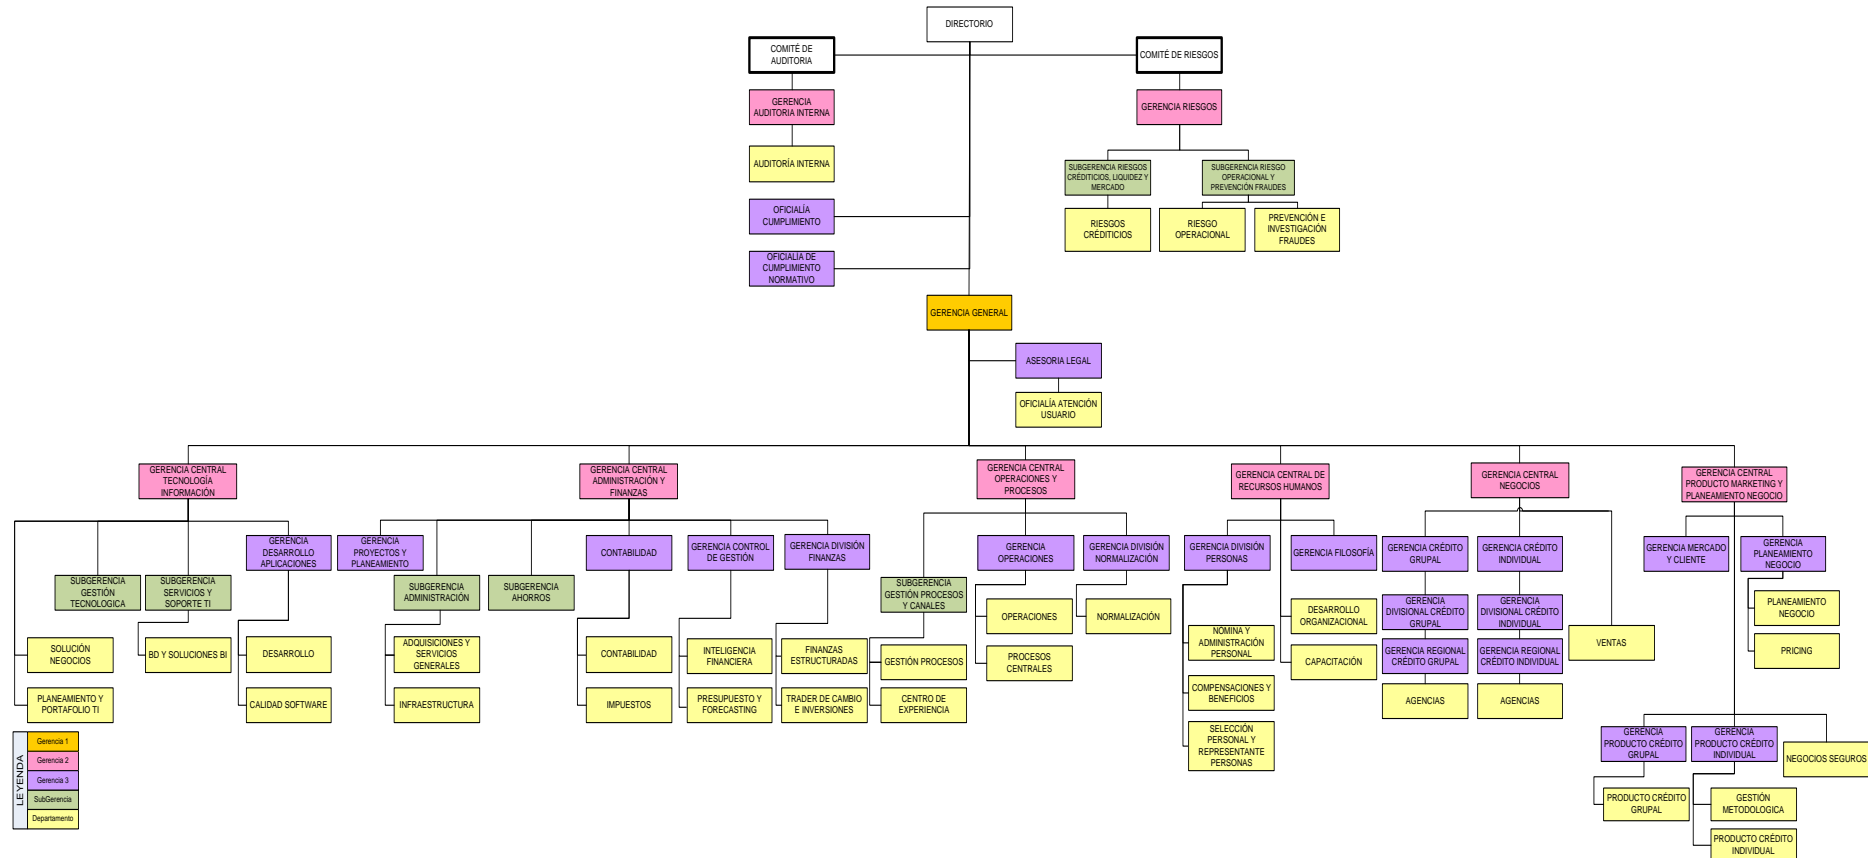 DIRECTORIO
COMITÉ DE
AUDITORIA
COMITÉ DE RIESGOS
GERENCIA
AUDITORIA INTERNA
GERENCIA RIESGOS
AUDITORÍA INTERNA
SUBGERENCIA RIESGOS
CRÉDITICIOS, LIQUIDEZ Y
MERCADO
SUBGERENCIA RIESGO
OPERACIONAL Y
PREVENCIÓN FRAUDES
OFICIALÍA
CUMPLIMIENTO
RIESGOS
CRÉDITICIOS
RIESGO
OPERACIONAL
PREVENCIÓN E
INVESTIGACIÓN
FRAUDES
OFICIALÍA DE
CUMPLIMIENTO
NORMATIVO
GERENCIA GENERAL
ASESORIA LEGAL
OFICIALÍA ATENCIÓN
USUARIO
GERENCIA CENTRAL
TECNOLOGÍA
INFORMACIÓN
GERENCIA CENTRAL
ADMINISTRACIÓN Y
FINANZAS
GERENCIA CENTRAL
OPERACIONES Y
PROCESOS
GERENCIA CENTRAL DE
RECURSOS HUMANOS
GERENCIA CENTRAL
NEGOCIOS
GERENCIA CENTRAL
PRODUCTO MARKETING Y
PLANEAMIENTO NEGOCIO
GERENCIA
DESARROLLO
APLICACIONES
GERENCIA
PROYECTOS Y
PLANEAMIENTO
CONTABILIDAD
GERENCIA CONTROL
DE GESTIÓN
GERENCIA DIVISIÓN
FINANZAS
GERENCIA
OPERACIONES
GERENCIA DIVISIÓN
NORMALIZACIÓN
GERENCIA DIVISIÓN
PERSONAS
GERENCIA FILOSOFÍA
GERENCIA CRÉDITO
GRUPAL
GERENCIA CRÉDITO
INDIVIDUAL
GERENCIA MERCADO
Y CLIENTE
GERENCIA
PLANEAMIENTO
NEGOCIO
SUBGERENCIA
GESTIÓN
TECNOLOGICA
SUBGERENCIA
SERVICIOS Y
SOPORTE TI
SUBGERENCIA
ADMINISTRACIÓN
SUBGERENCIA
AHORROS
SUBGERENCIA
GESTIÓN PROCESOS
Y CANALES
OPERACIONES
NORMALIZACIÓN
DESARROLLO
ORGANIZACIONAL
GERENCIA
DIVISIONAL CRÉDITO
GRUPAL
GERENCIA
DIVISIONAL CRÉDITO
INDIVIDUAL
PLANEAMIENTO
NEGOCIO
SOLUCIÓN
NEGOCIOS
BD Y SOLUCIONES BI
DESARROLLO
ADQUISICIONES Y
SERVICIOS
GENERALES
CONTABILIDAD
INTELIGENCIA
FINANCIERA
FINANZAS
ESTRUCTURADAS
GESTIÓN PROCESOS
PROCESOS
CENTRALES
NOMINA Y
ADMINISTRACIÓN
PERSONAL
CAPACITACIÓN
GERENCIA REGIONAL
CRÉDITO GRUPAL
GERENCIA REGIONAL
CRÉDITO INDIVIDUAL
VENTAS
PRICING
PLANEAMIENTO Y
PORTAFOLIO TI
CALIDAD SOFTWARE
INFRAESTRUCTURA
IMPUESTOS
PRESUPUESTO Y
FORECASTING
TRADER DE CAMBIO
E INVERSIONES
CENTRO DE
EXPERIENCIA
COMPENSACIONES Y
BENEFICIOS
AGENCIAS
AGENCIAS
SELECCIÓN
PERSONAL Y
REPRESENTANTE
PERSONAS
GERENCIA
PRODUCTO CRÉDITO
GRUPAL
GERENCIA
PRODUCTO CRÉDITO
INDIVIDUAL
NEGOCIOS SEGUROS
PRODUCTO CRÉDITO
GRUPAL
GESTIÓN
METODOLOGICA
PRODUCTO CRÉDITO
INDIVIDUAL
LEYENDA
Gerencia 1
Gerencia 2
Gerencia 3
SubGerencia
Departamento